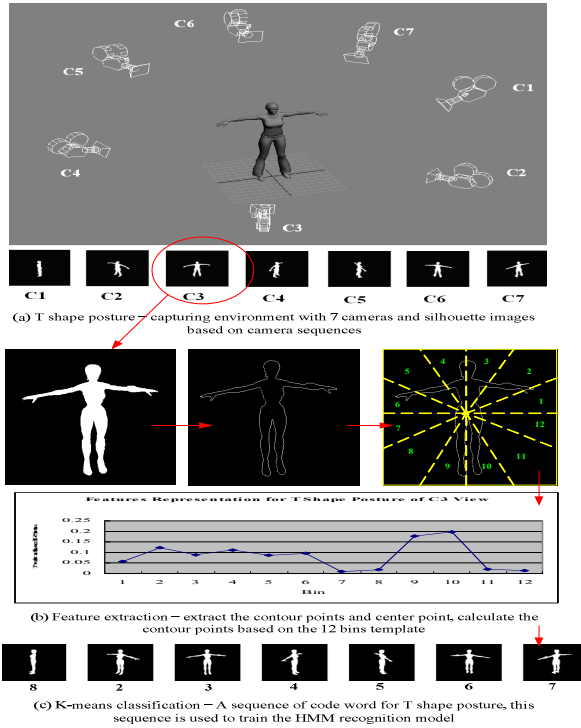 C6
C7
C5
C1
C4
C2
C3
C1 C2 C3 C4 C5 C6 C7
(a) T shape posture – capturing environment with 7 cameras and silhouette images
based on camera sequences
4 3
5 2
6 1
7 12
8 11
9 10
Features Representation for T Shape Posture of C3 View
0.25
0.2
0.15
0.1
0.05
0
1 2 3 4 5 6 7 8 9 10 11 12
Bin
(b) Feature extraction – extract the contour points and center point, calculate the
contour points based on the 12 bins template
8 2 3 4 5 6 7
(c) K-means classification – A sequence of code word for T shape posture, this
sequence is used to train the HMM recognition model